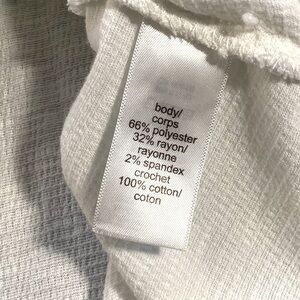 body/
corps
66% polyester
32% rayon/
rayonne
2% spandex
crochet
100% cotton/
coton